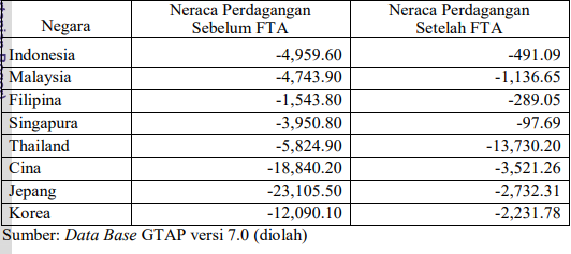 Negara Neraca Perdagangan Sebelum FTA Neraca Perdagangan Setelah FTA
Indonesia -4,959.60 -491.09
Malaysia -4,743.90 -1,136.65
Filipina -1,543.80 -289.05
Singapura -3,950.80 -97.69
Thailand -5,824.90 -13,730.20
Cina -18,840.20 -3,521.26
Jepang -23,105.50 -2,732.31
Korea -12,090.10 -2,231.78
Sumber: Data Base GTAP versi 7.0 (diolah)